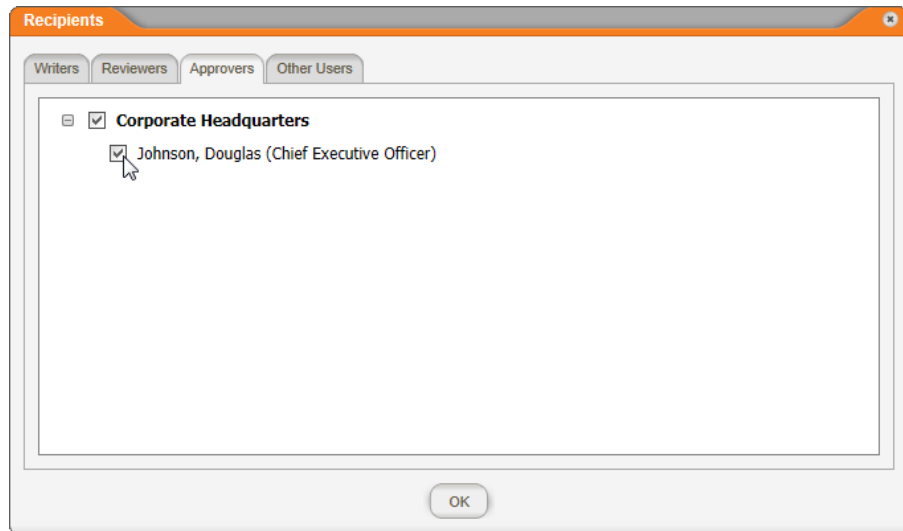 Recipients
Writers Reviewers Approvers Other Users
Corporate Headquarters
Johnson, Douglas (Chief Executive Officer)
OK